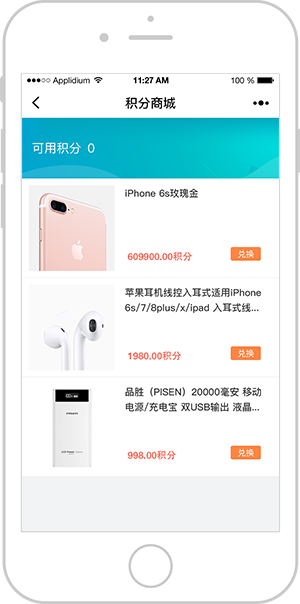 Applidium
11:27 AM
100 %
积分商城
可用积分 0
iPhone 6s玫瑰金
609900.00积分
兑换
苹果耳机线控入耳式适用iPhone
6s/7/8plus/x/ipad 入耳式线...
1980.00积分
兑换
品胜（PISEN）20000毫安 移动
电源/充电宝 双USB输出 液晶...
998.00积分
兑换
PISEN